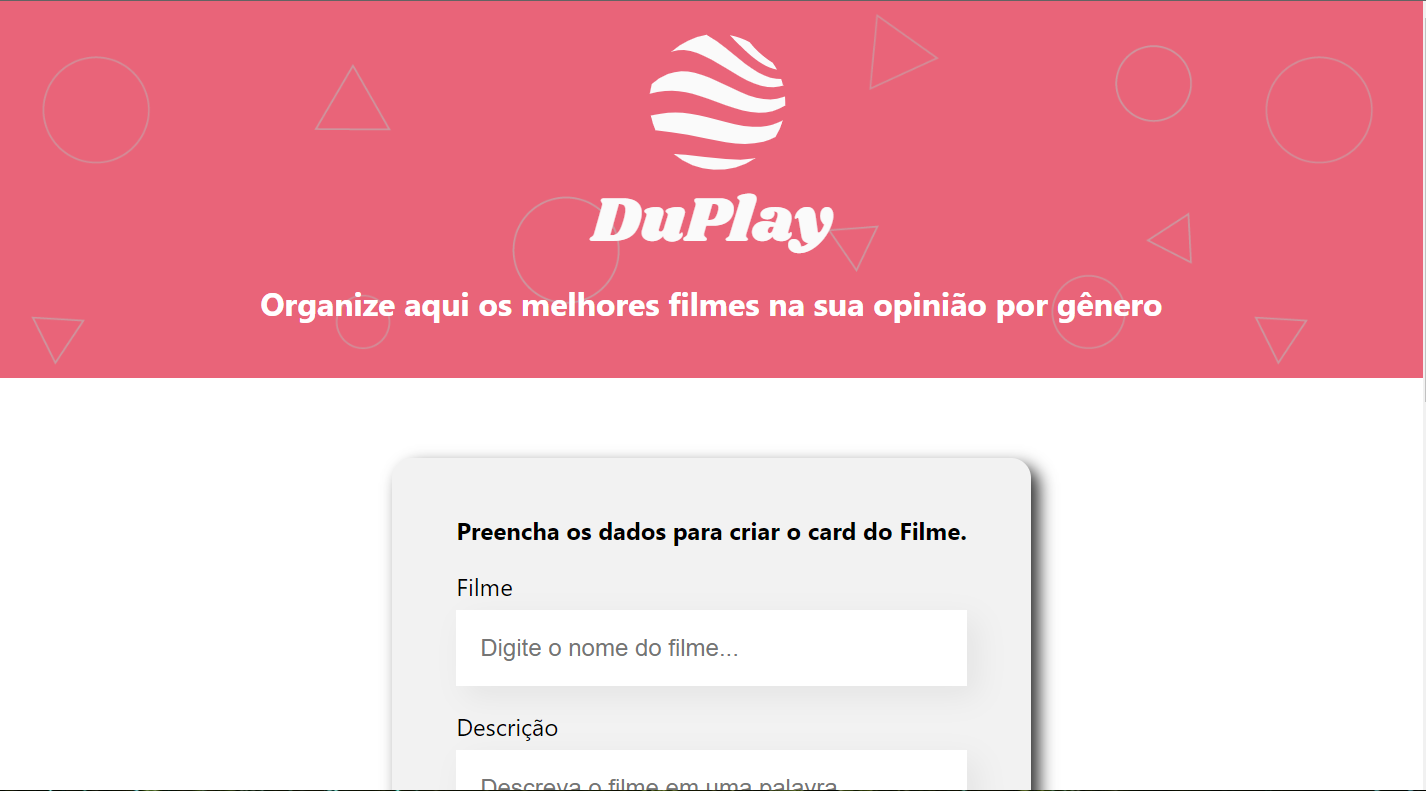 DuPlay
Organize aqui os melhores filmes na sua opinião por gênero
Preencha os dados para criar o card do Filme.
Filme
Digite o nome do filme...
Descrição
Descreva o filme em uma palavra